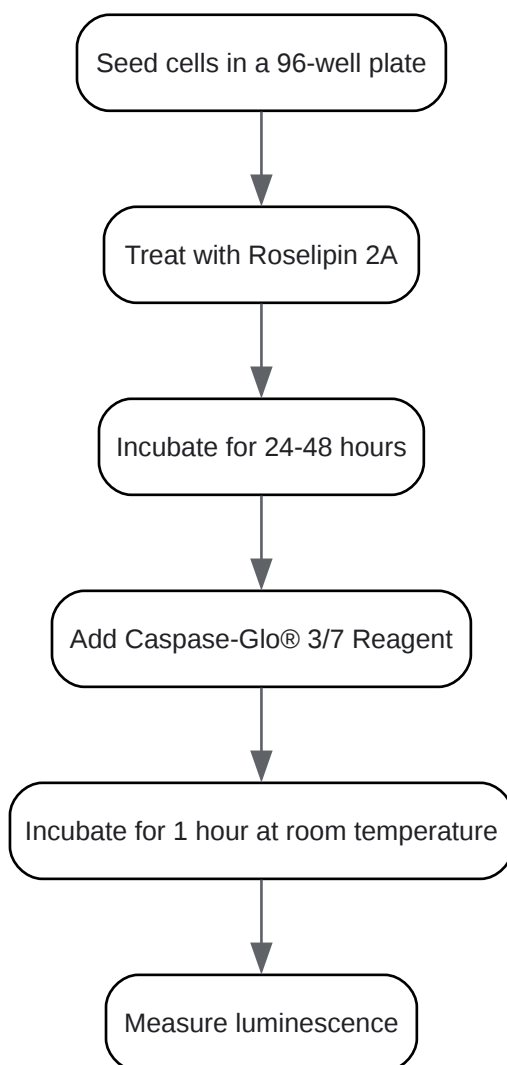 Seed cells in a 96-well plate
Treat with Roselipin 2A
Incubate for 24-48 hours
Add Caspase-Glo® 3/7 Reagent
Incubate for 1 hour at room temperature
Measure luminescence